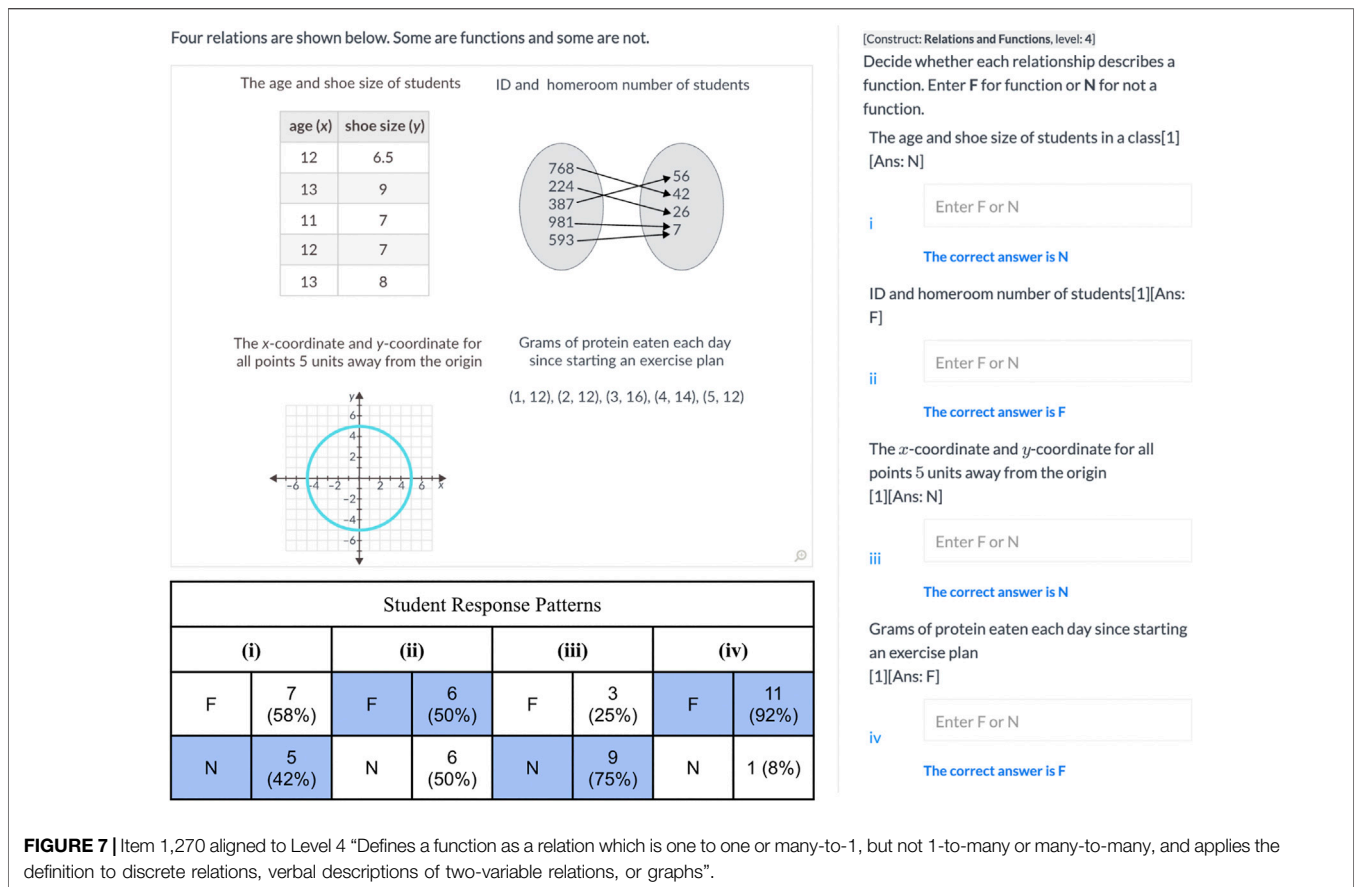 Four relations are shown below. Some are functions and some are not.
The age and shoe size of students
age (x) shoe size (y)
12 6.5
13 9
11 7
12 7
13 8
ID and homeroom number of students
768
224
387
981
593
56
42
26
7
The x-coordinate and y-coordinate for
all points 5 units away from the origin
y
6
4
2
-6 -4 -2 2 4 6 x
-2
-4
-6
Grams of protein eaten each day
since starting an exercise plan
(1, 12), (2, 12), (3, 16), (4, 14), (5, 12)
Student Response Patterns
(i) (ii) (iii) (iv)
F 7 (58%) F 6 (50%) F 3 (25%) F 11 (92%)
N 5 (42%) N 6 (50%) N 9 (75%) N 1 (8%)
[Construct: Relations and Functions, level: 4]
Decide whether each relationship describes a
function. Enter F for function or N for not a
function.
The age and shoe size of students in a class[1]
[Ans: N]
i Enter F or N
The correct answer is N
ID and homeroom number of students[1][Ans:
F]
ii Enter F or N
The correct answer is F
The x-coordinate and y-coordinate for all
points 5 units away from the origin
[1][Ans: N]
iii Enter F or N
The correct answer is N
Grams of protein eaten each day since starting
an exercise plan
[1][Ans: F]
iv Enter F or N
The correct answer is F
FIGURE 7 | Item 1,270 aligned to Level 4 “Defines a function as a relation which is one to one or many-to-1, but not 1-to-many or many-to-many, and applies the
definition to discrete relations, verbal descriptions of two-variable relations, or graphs”.